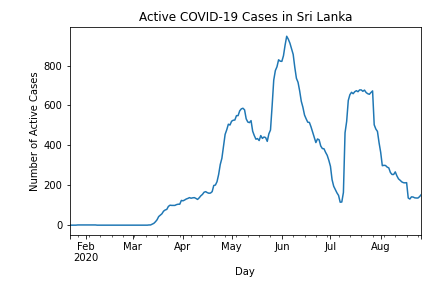 Active COVID-19 Cases in Sri Lanka
Number of Active Cases
800
600
400
200
0
Feb Mar Apr May Jun Jul Aug
2020
Day